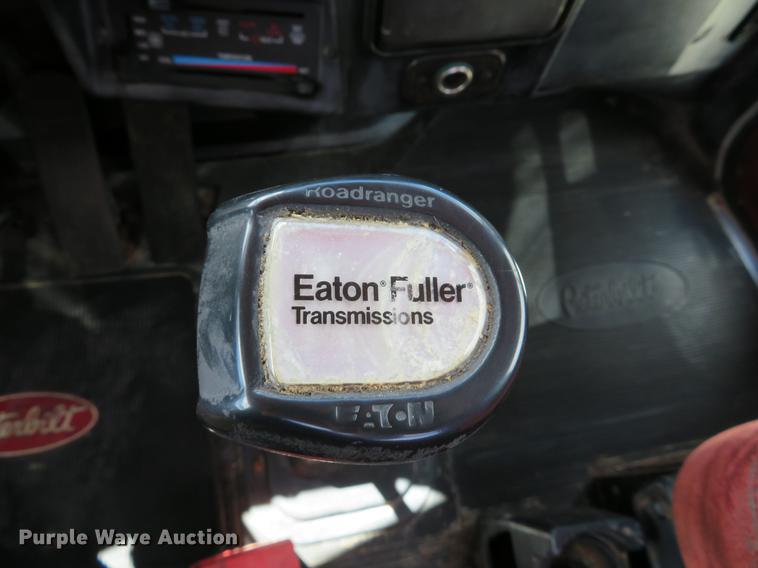 Roadranger
Eaton® Fuller®
Transmissions
EATON
Peterbilt
Peterbilt
Purple Wave Auction